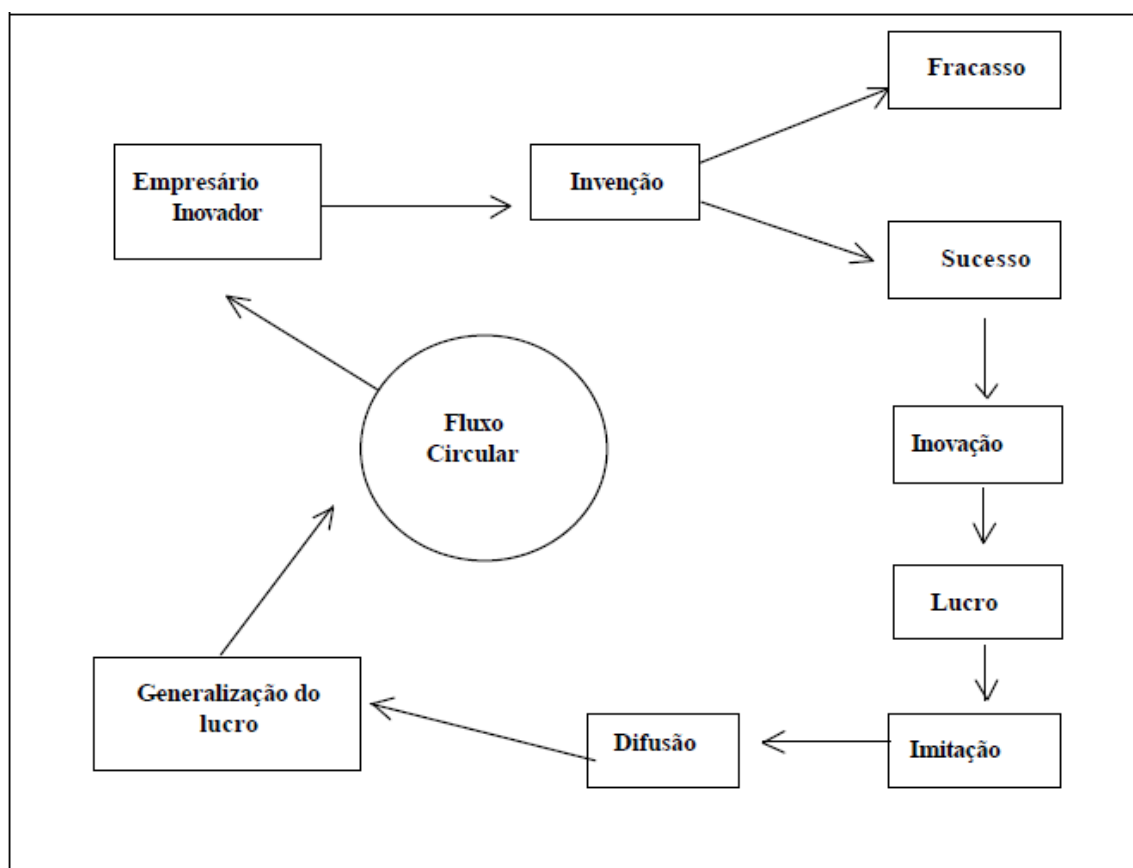 Fracasso
Empresário
Inovador
Invenção
Sucesso
Fluxo
Circular
Inovação
Lucro
Generalização do
lucro
Difusão
Imitação